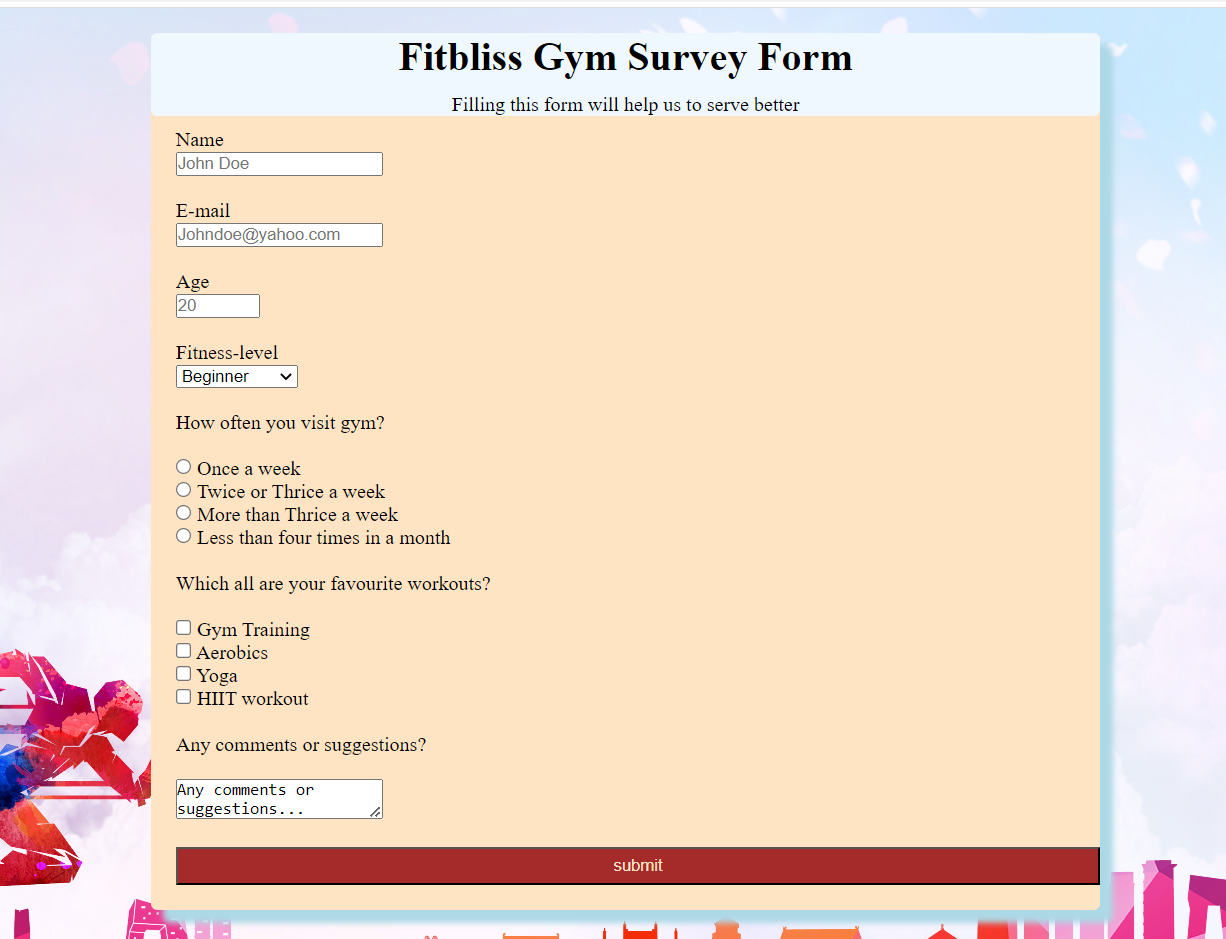 Fitbliss Gym Survey Form
Filling this form will help us to serve better
Name
John Doe
E-mail
Johndoe@yahoo.com
Age
20
Fitness-level
Beginner
How often you visit gym?
Once a week
Twice or Thrice a week
More than Thrice a week
Less than four times in a month
Which all are your favourite workouts?
Gym Training
Aerobics
Yoga
HIIT workout
Any comments or suggestions?
Any comments or
suggestions...
submit